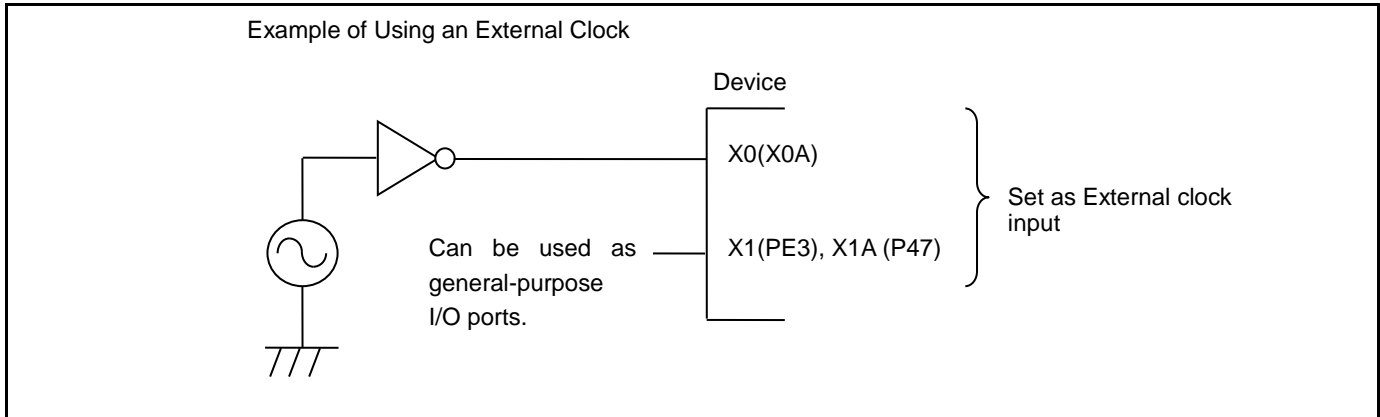 Example of Using an External Clock
Device
X0(X0A)
Set as External clock
input
Can be used as
general-purpose
I/O ports.
X1(PE3), X1A (P47)